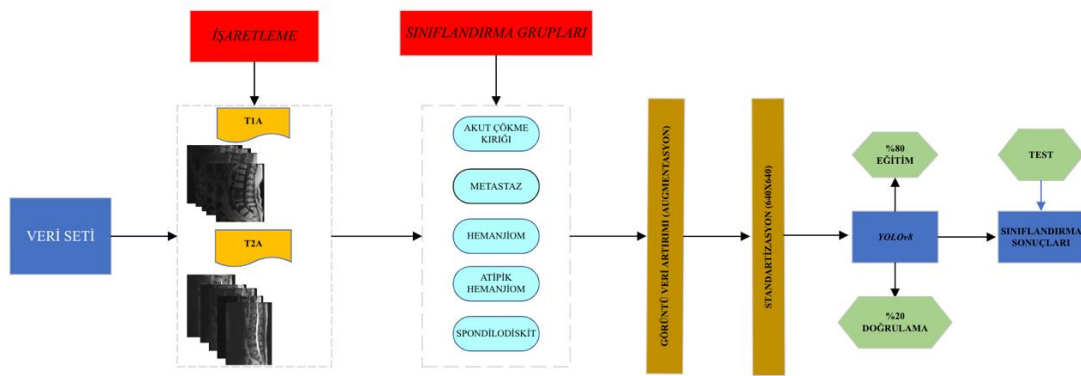 İŞARETLEME
SINIFLANDIRMA GRUPLARI
VERİ SETİ
T1A
T2A
AKUT ÇÖKME
KIRIĞI
METASTAZ
HEMANJİOM
ATİPİK
HEMANJİOM
SPONDİLODİSKİT
GÖRÜNTÜ VERİ ARTIRIMI (AUGMENTASYON)
STANDARTİZASYON (640X640)
%80
EĞİTİM
YOLOv8
%20
DOĞRULAMA
TEST
SINIFLANDIRMA
SONUÇLARI